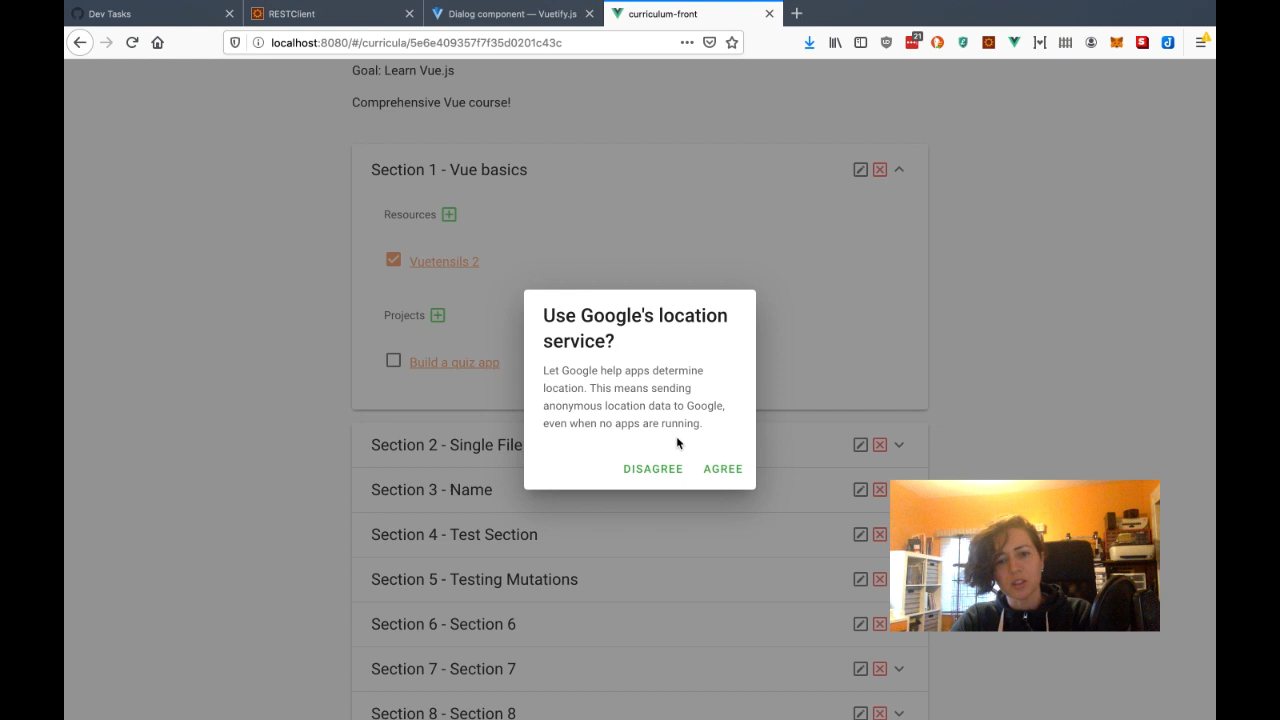 Dev Tasks
RESTClient
Dialog component — Vuetify.js
curriculum-front
localhost:8080/#/curricula/5e6e409357f7f35d0201c43c
21
Goal: Learn Vue.js
Comprehensive Vue course!
Section 1 - Vue basics
Resources
Vuetensils 2
Projects
Build a quiz app
Use Google's location
service?
Let Google help apps determine
location. This means sending
anonymous location data to Google,
even when no apps are running.
DISAGREE AGREE
Section 2 - Single File
Section 3 - Name
Section 4 - Test Section
Section 5 - Testing Mutations
Section 6 - Section 6
Section 7 - Section 7
Section 8 - Section 8